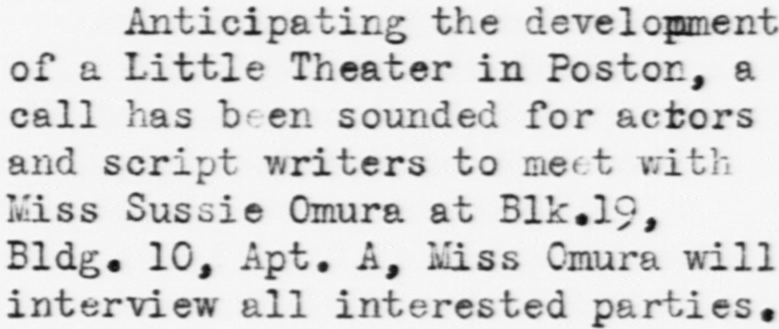 Anticipating the development
of a Little Theater in Poston, a
call has been sounded for actors
and script writers to meet with
Miss Sussie Omura at Blk.19,
Bldg. 10, Apt. A, Miss Omura will
interview all interested parties.